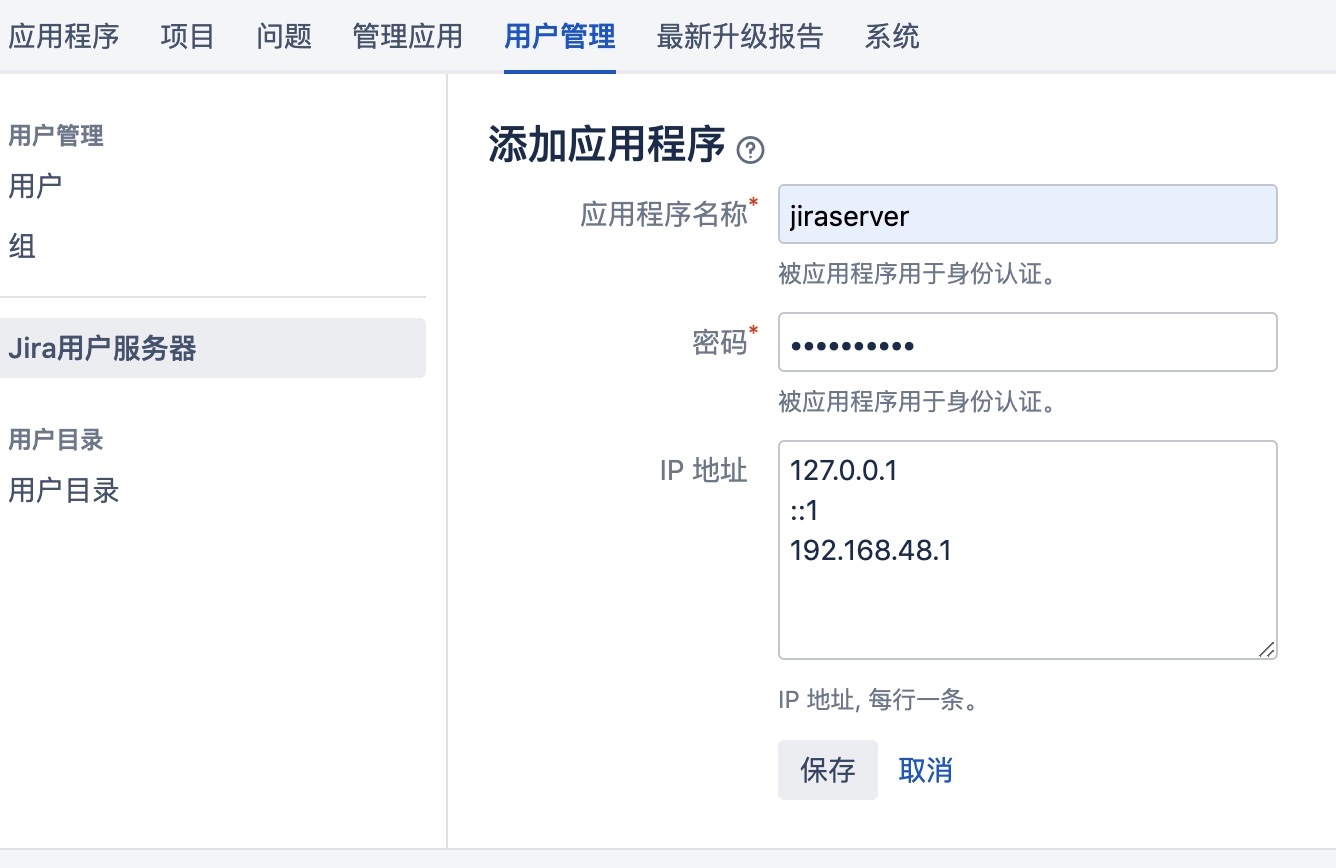 应用程序 项目 问题 管理应用 用户管理 最新升级报告 系统
用户管理
用户
组
Jira用户服务器
用户目录
用户目录
添加应用程序 ?
应用程序名称* jiraserver
被应用程序用于身份认证。
密码* ••••••••••
被应用程序用于身份认证。
IP 地址 127.0.0.1
::1
192.168.48.1
IP 地址, 每行一条。
保存 取消